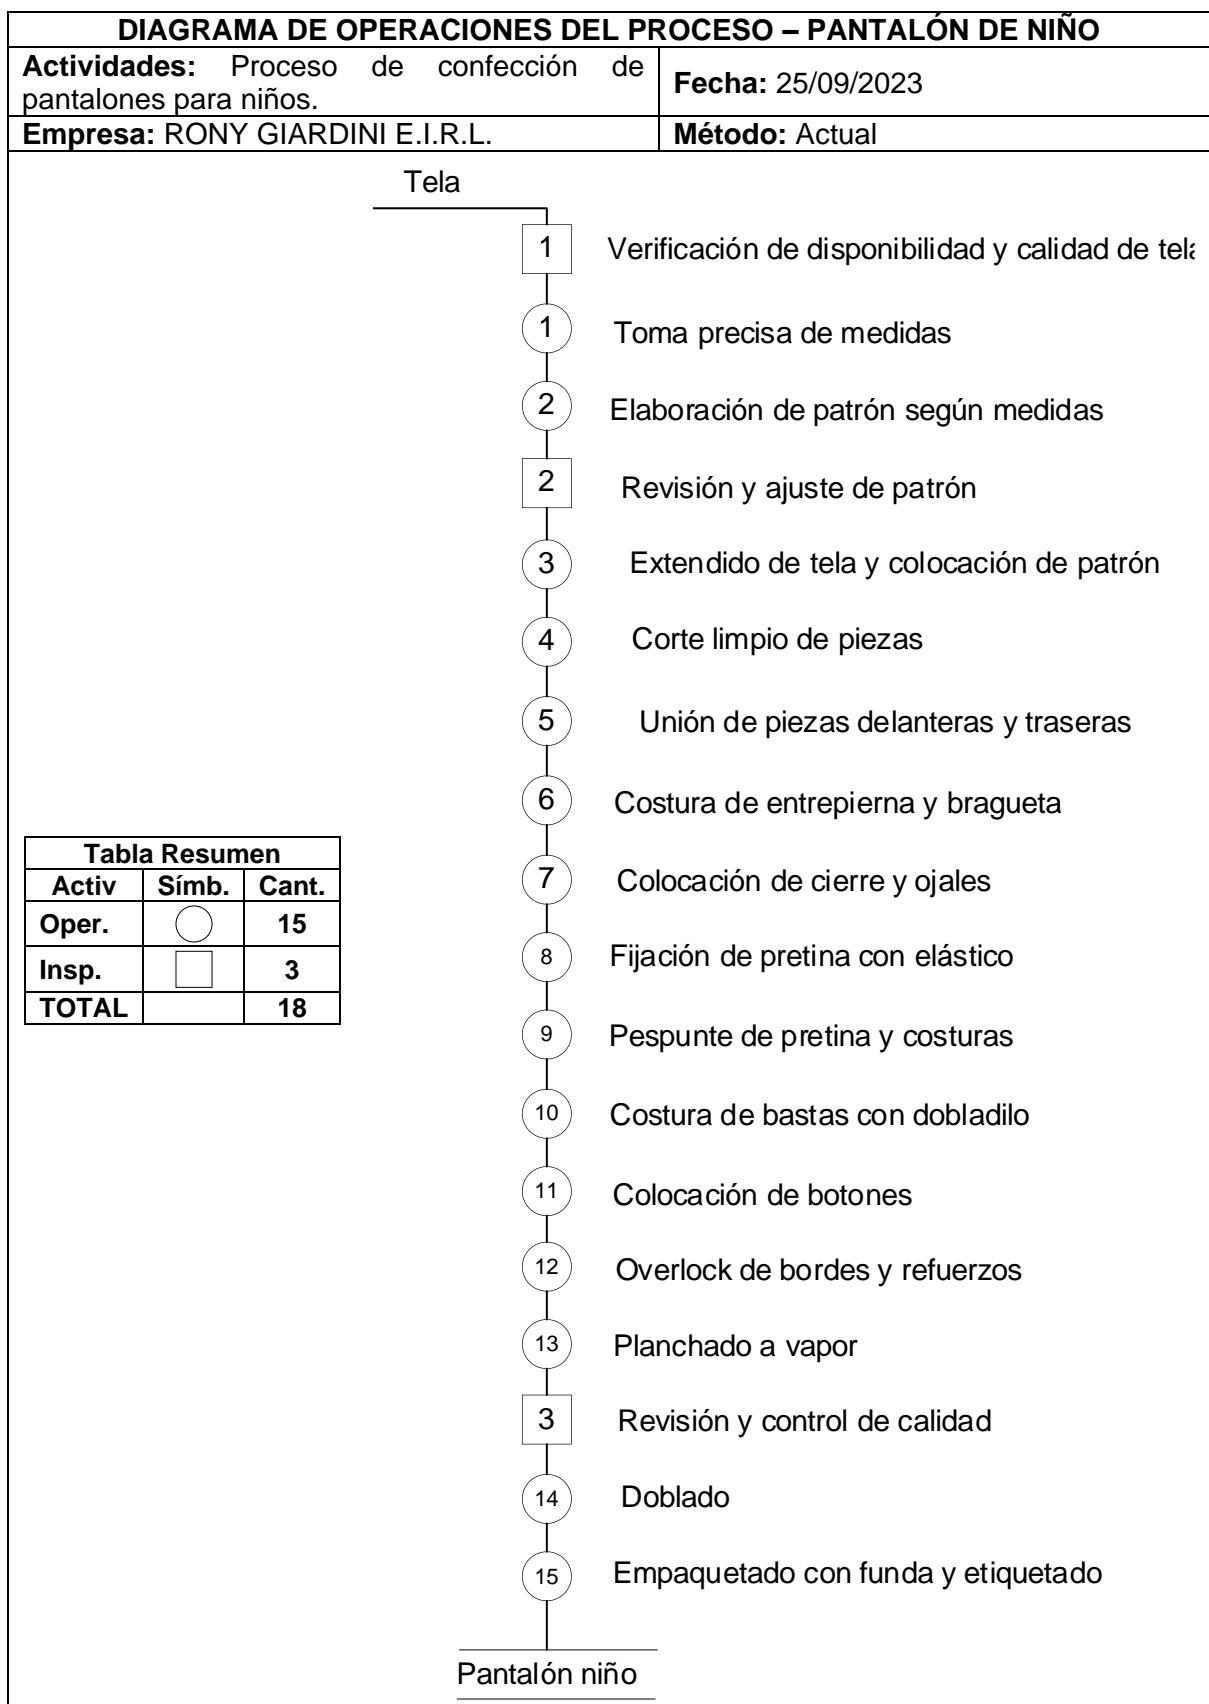 DIAGRAMA DE OPERACIONES DEL PROCESO – PANTALÓN DE NIÑO
Actividades: Proceso de confección de
pantalones para niños.
Fecha: 25/09/2023
Empresa: RONY GIARDINI E.I.R.L.
Método: Actual
Tela
1 Verificación de disponibilidad y calidad de tela
1 Toma precisa de medidas
2 Elaboración de patrón según medidas
2 Revisión y ajuste de patrón
3 Extendido de tela y colocación de patrón
4 Corte limpio de piezas
5 Unión de piezas delanteras y traseras
6 Costura de entrepierna y bragueta
7 Colocación de cierre y ojales
8 Fijación de pretina con elástico
9 Pespunte de pretina y costuras
10 Costura de bastas con dobladilo
11 Colocación de botones
12 Overlock de bordes y refuerzos
13 Planchado a vapor
3 Revisión y control de calidad
14 Doblado
15 Empaquetado con funda y etiquetado
Pantalón niño
Tabla Resumen
Activ Símb. Cant.
Oper. 15
Insp. 3
TOTAL 18